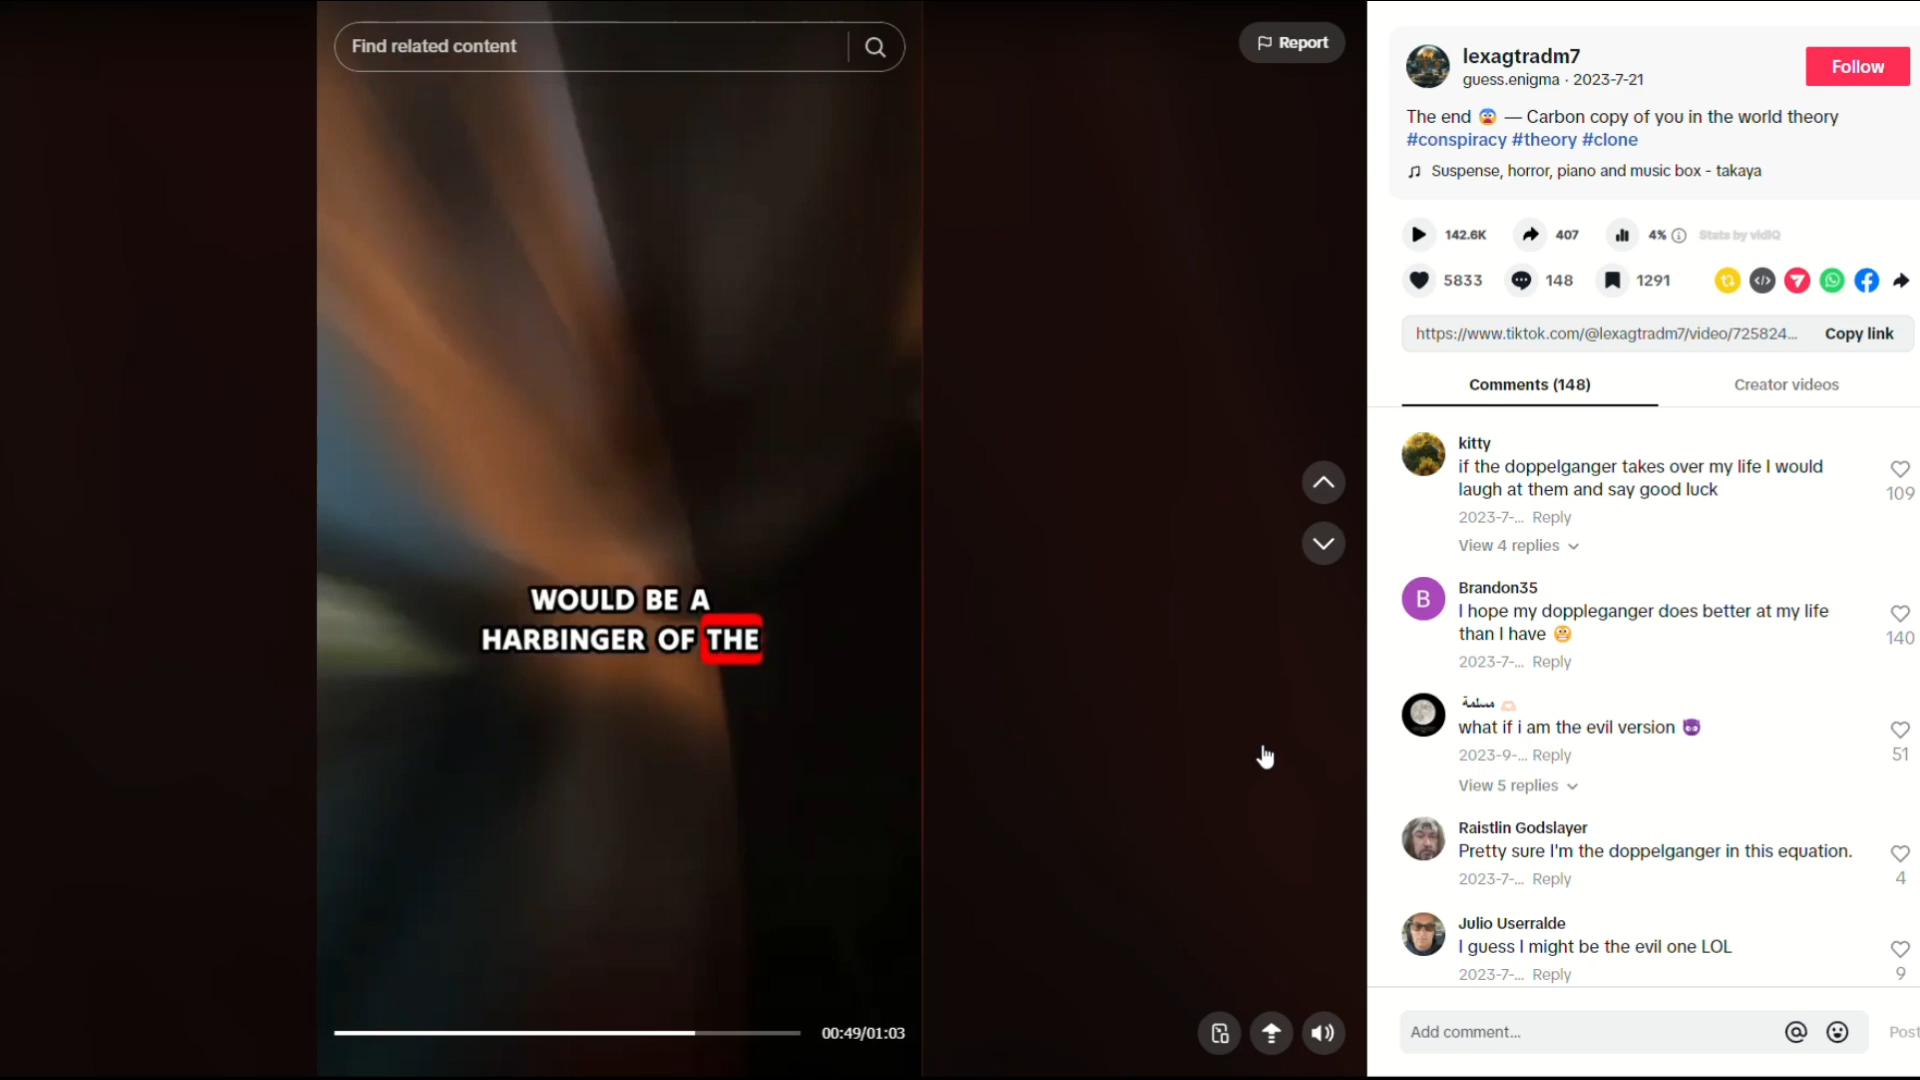 Find related content
Report
WOULD BE A
HARBINGER OF THE
00:49/01:03
lexagtradm7
guess.enigma · 2023-7-21
Follow
The end 😨 — Carbon copy of you in the world theory
#conspiracy #theory #clone
Suspense, horror, piano and music box - takaya
142.6K 407 4% Stats by vidIQ
5833 148 1291
https://www.tiktok.com/@lexagtradm7/video/725824... Copy link
Comments (148) Creator videos
kitty
if the doppelganger takes over my life I would
laugh at them and say good luck
109
2023-7-... Reply
View 4 replies
B
Brandon35
I hope my doppleganger does better at my life
than I have 😬
140
2023-7-... Reply
مسلمة 🫶🏻
what if i am the evil version 😈
51
2023-9-... Reply
View 5 replies
Raistlin Godslayer
Pretty sure I'm the doppelganger in this equation.
4
2023-7-... Reply
Julio Userralde
I guess I might be the evil one LOL
9
2023-7-... Reply
Add comment... Post